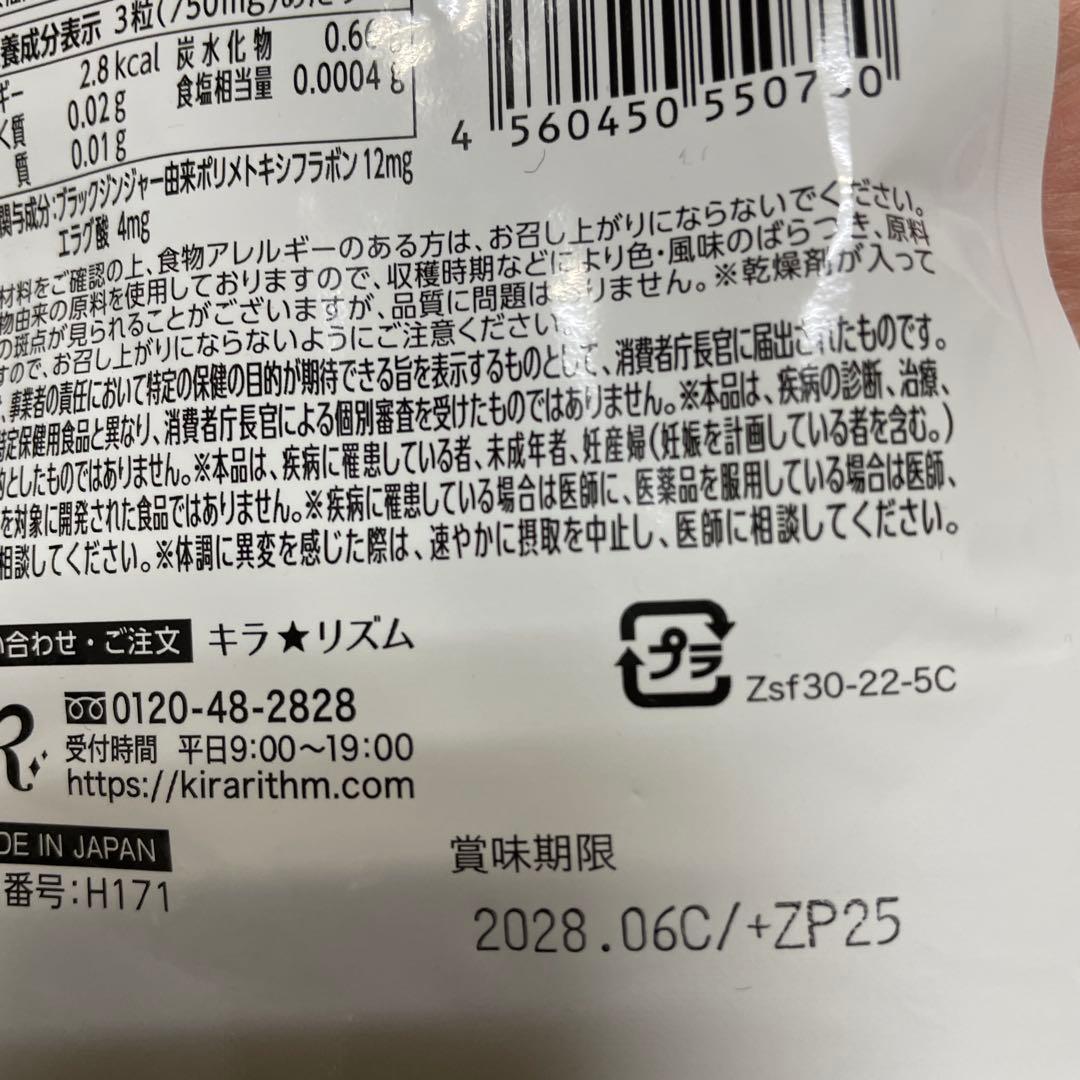 養成分表示 3粒(750mg)
ギー 2.8kcal 炭水化物
く質 0.02g 食塩相当量 0.0004g
質 0.01g
4 560450 5507
関与成分:ブラックジンジャー由来ポリメトキシフラボン12mg
エラグ酸 4mg
材料をご確認の上、食物アレルギーのある方は、お召し上がりにならないでください。
物由来の原料を使用しておりますので、収穫時期などにより色・風味のばらつき、原料
の斑点が見られることがございますが、品質に問題はありません。※乾燥剤が入って
すので、お召し上がりにならないようにご注意ください。
、事業者の責任において特定の保健の目的が期待できる旨を表示するものとして、消費者庁長官に届出されたものです。
特定保健用食品と異なり、消費者庁長官による個別審査を受けたものではありません。※本品は、疾病の診断、治療、
的としたものではありません。※本品は、疾病に罹患している者、未成年者、妊産婦(妊娠を計画している者を含む。)
を対象に開発された食品ではありません。※疾病に罹患している場合は医師に、医薬品を服用している場合は医師、
相談してください。※体調に異変を感じた際は、速やかに摂取を中止し、医師に相談してください。
い合わせ・ご注文 キラ★リズム
プラ Zsf30-22-5C
0120-48-2828
受付時間 平日9:00〜19:00
https://kirarithm.com
DE IN JAPAN
番号:H171
賞味期限
2028.06C/+ZP25